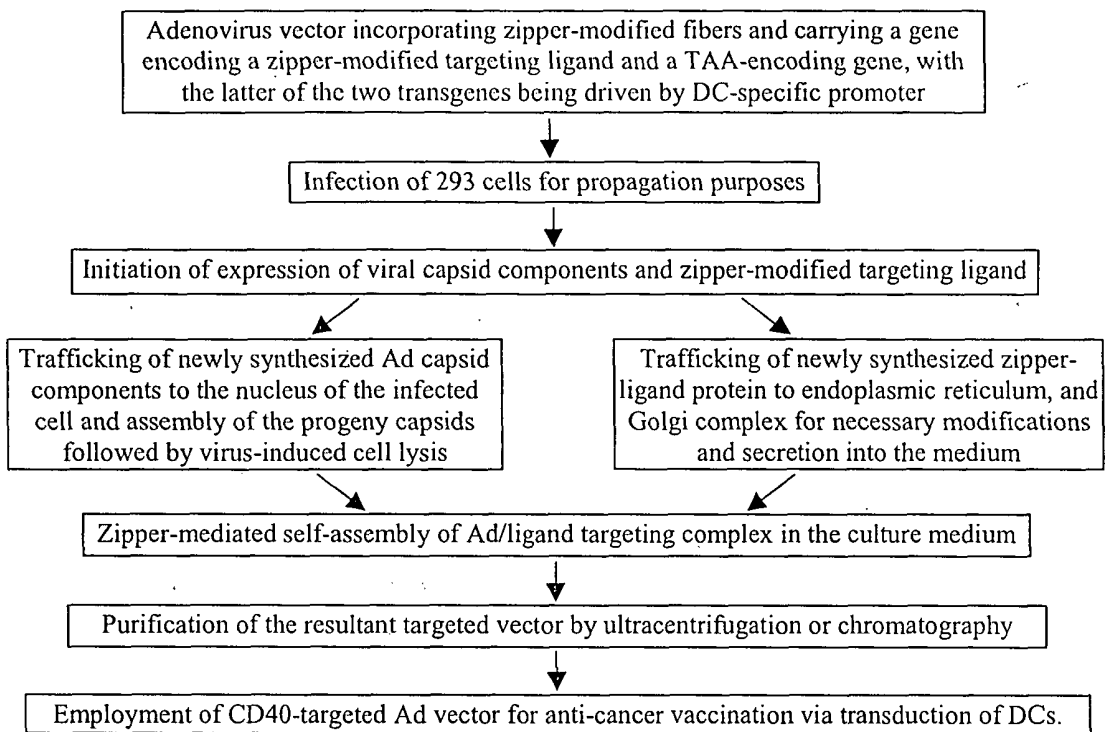 Adenovirus vector incorporating zipper-modified fibers and carrying a gene
encoding a zipper-modified targeting ligand and a TAA-encoding gene, with
the latter of the two transgenes being driven by DC-specific promoter
Infection of 293 cells for propagation purposes
Initiation of expression of viral capsid components and zipper-modified targeting ligand
Trafficking of newly synthesized Ad capsid
components to the nucleus of the infected
cell and assembly of the progeny capsids
followed by virus-induced cell lysis
Trafficking of newly synthesized zipper-
ligand protein to endoplasmic reticulum, and
Golgi complex for necessary modifications
and secretion into the medium
Zipper-mediated self-assembly of Ad/ligand targeting complex in the culture medium
Purification of the resultant targeted vector by ultracentrifugation or chromatography
Employment of CD40-targeted Ad vector for anti-cancer vaccination via transduction of DCs.